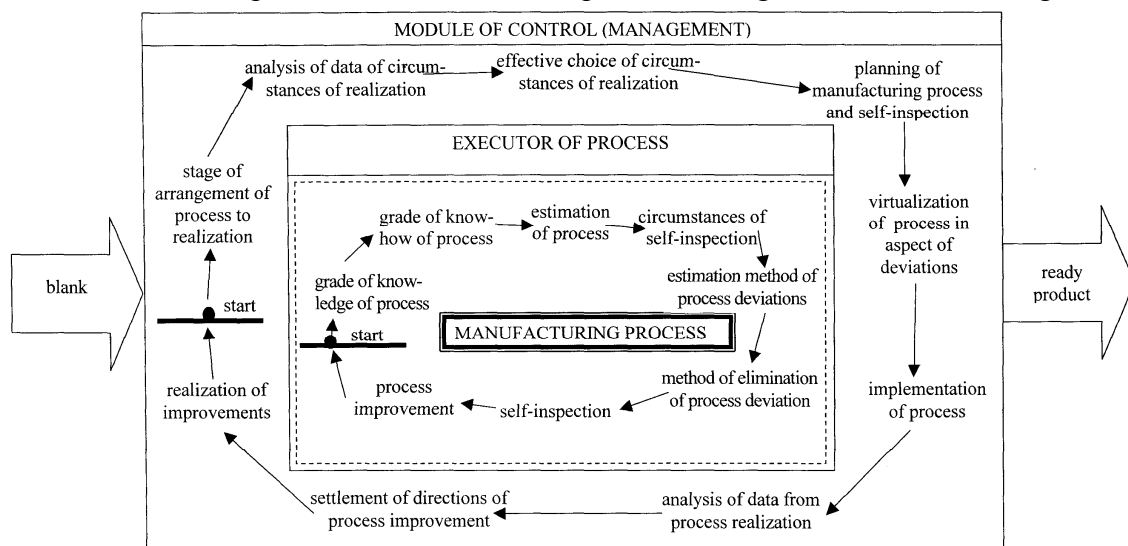 MODULE OF CONTROL (MANAGEMENT)
analysis of data of circum-
stances of realization
effective choice of circum-
stances of realization
planning of
manufacturing process
and self-inspection
EXECUTOR OF PROCESS
stage of
arrangement of
process to
realization
virtualization
of process in
aspect of
deviations
grade of know-
how of process
estimation
of process
circumstances of
self-inspection
grade of know-
ledge of process
estimation method of
process deviations
blank
start
start
MANUFACTURING PROCESS
ready
product
realization of
improvements
process
improvement
self-inspection
method of elimination
of process deviation
implementation
of process
settlement of directions of
process improvement
analysis of data from
process realization